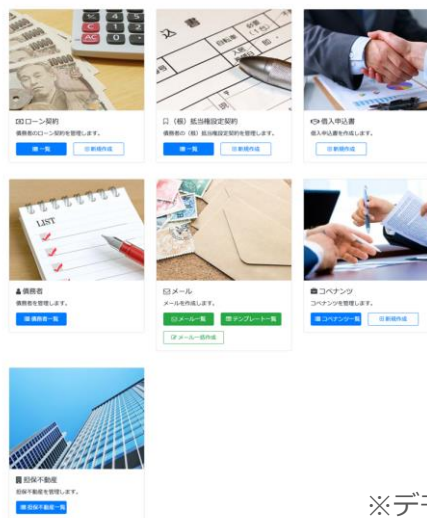 ローン契約
債務者のローン契約を管理します。
一覧
新規作成
(根)抵当権設定契約
債務者の(根)抵当権設定契約を管理します。
一覧
新規作成
借入申込書
借入申込書を作成します。
新規作成
債務者
債務者を管理します。
債務者一覧
LIST
メール
メールを作成します。
メール一覧
テンプレート一覧
メール一括作成
コベナンツ
コベナンツを管理します。
コベナンツ一覧
新規作成
担保不動産
担保不動産を管理します。
担保不動産一覧
※デモ